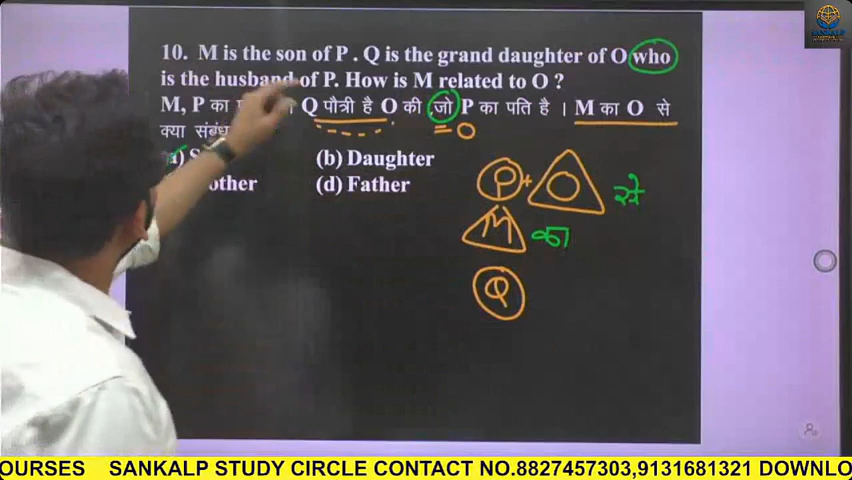 SANKALP
10. M is the son of P . Q is the grand daughter of O who
is the husband of P. How is M related to O ?
M, P का Q पौत्री है O की ,जो P का पति है । M का O से
क्या संबंध
= O
(b) Daughter
(d) Father
P + O से
M का
Q
OURSES SANKALP STUDY CIRCLE CONTACT NO.8827457303,9131681321 DOWNLO